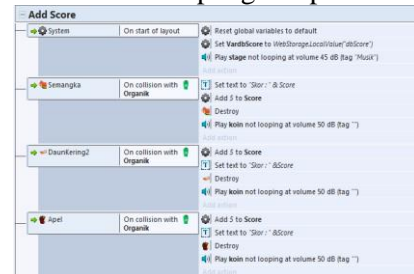 Add Score
System On start of layout Reset global variables to default
Set VardbScore to WebStorage.LocalValue("dbScore")
Play stage not looping at volume 45 dB (tag "Musik")
Add action
Semangka On collision with Organik Set text to "Skor : " & Score
Add 5 to Score
Destroy
Play koin not looping at volume 50 dB (tag "")
Add action
DaunKering2 On collision with Organik Add 5 to Score
Set text to "Skor : " &Score
Destroy
Play koin not looping at volume 50 dB (tag "")
Add action
Apel On collision with Organik Add 5 to Score
Set text to "Skor : " &Score
Destroy
Play koin not looping at volume 50 dB (tag "")
Add action